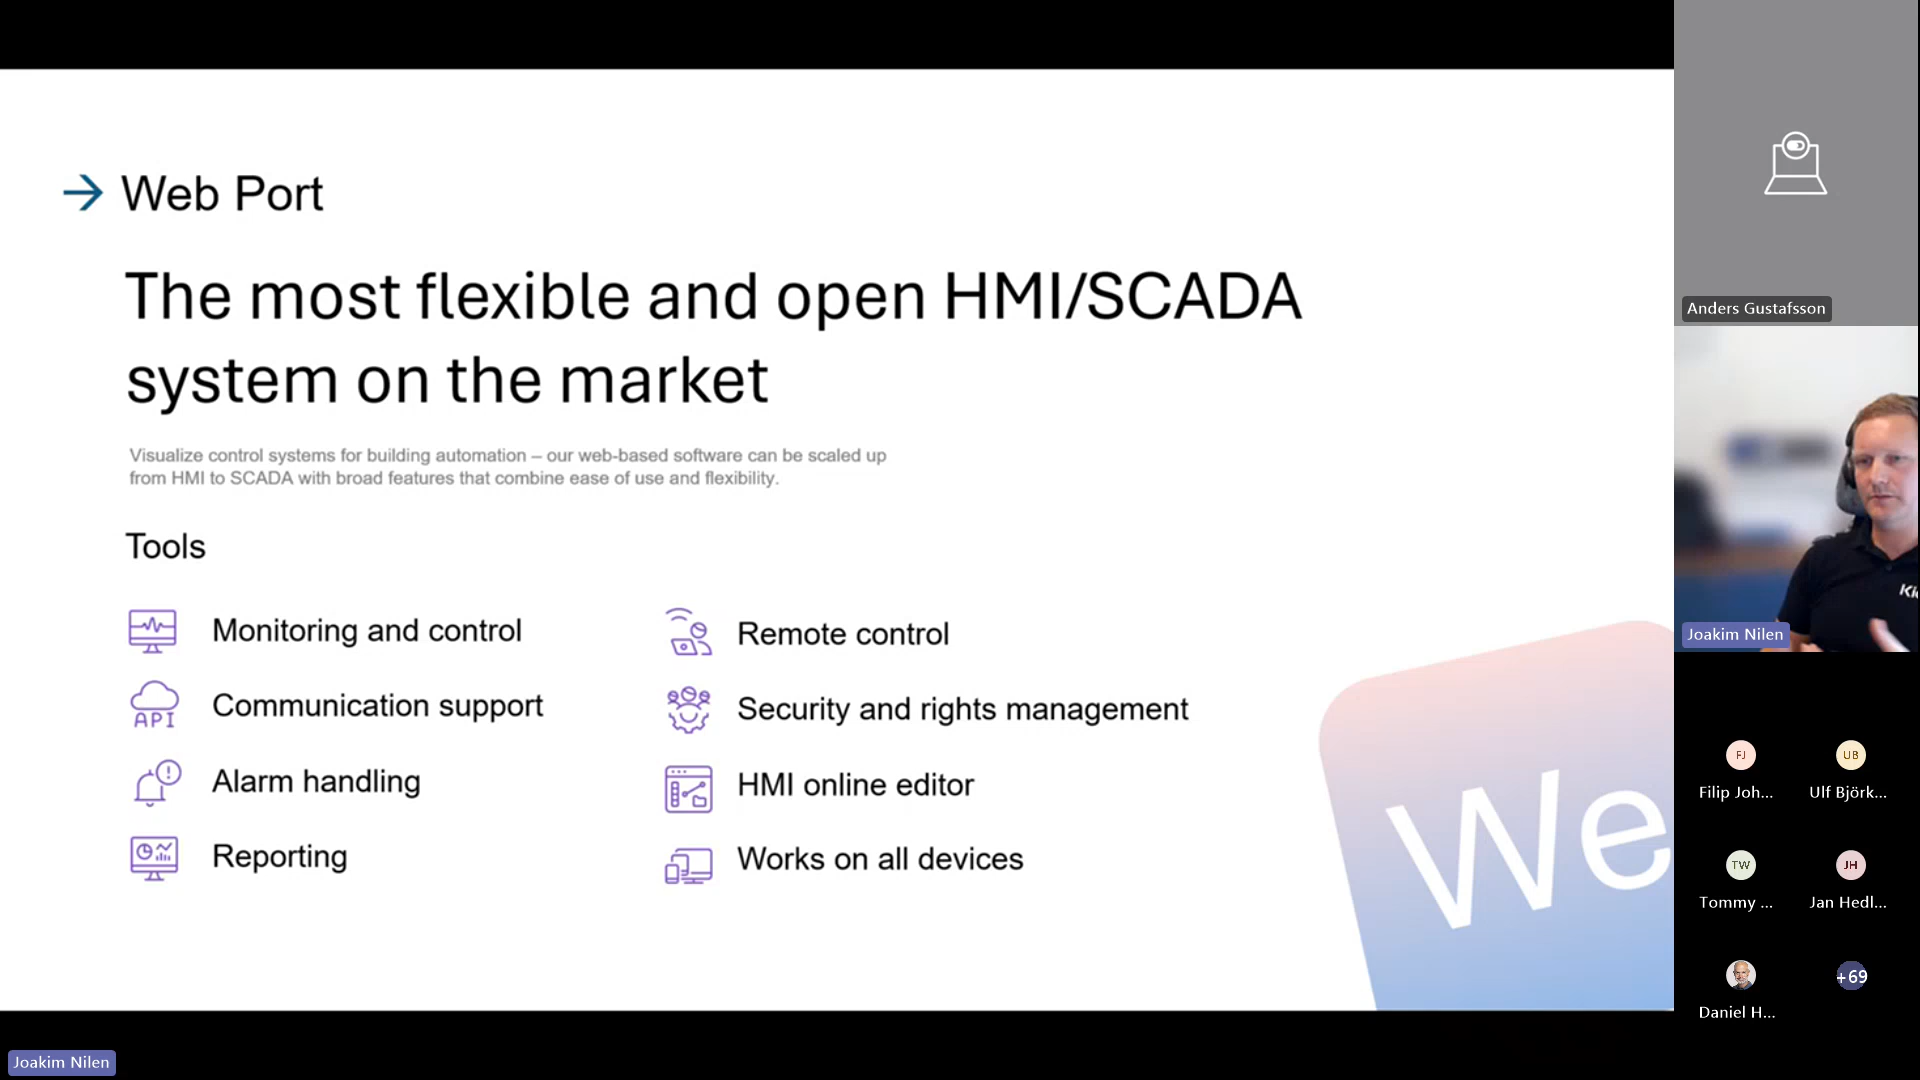 Web Port
The most flexible and open HMI/SCADA
system on the market
Visualize control systems for building automation – our web-based software can be scaled up
from HMI to SCADA with broad features that combine ease of use and flexibility.
Tools
Monitoring and control
Communication support
API
Alarm handling
Reporting
Remote control
Security and rights management
HMI online editor
Works on all devices
We
Anders Gustafsson
Ki
Joakim Nilen
FJ
Filip Joh...
UB
Ulf Björk...
TW
Tommy ...
JH
Jan Hedl...
Daniel H...
+69
Joakim Nilen